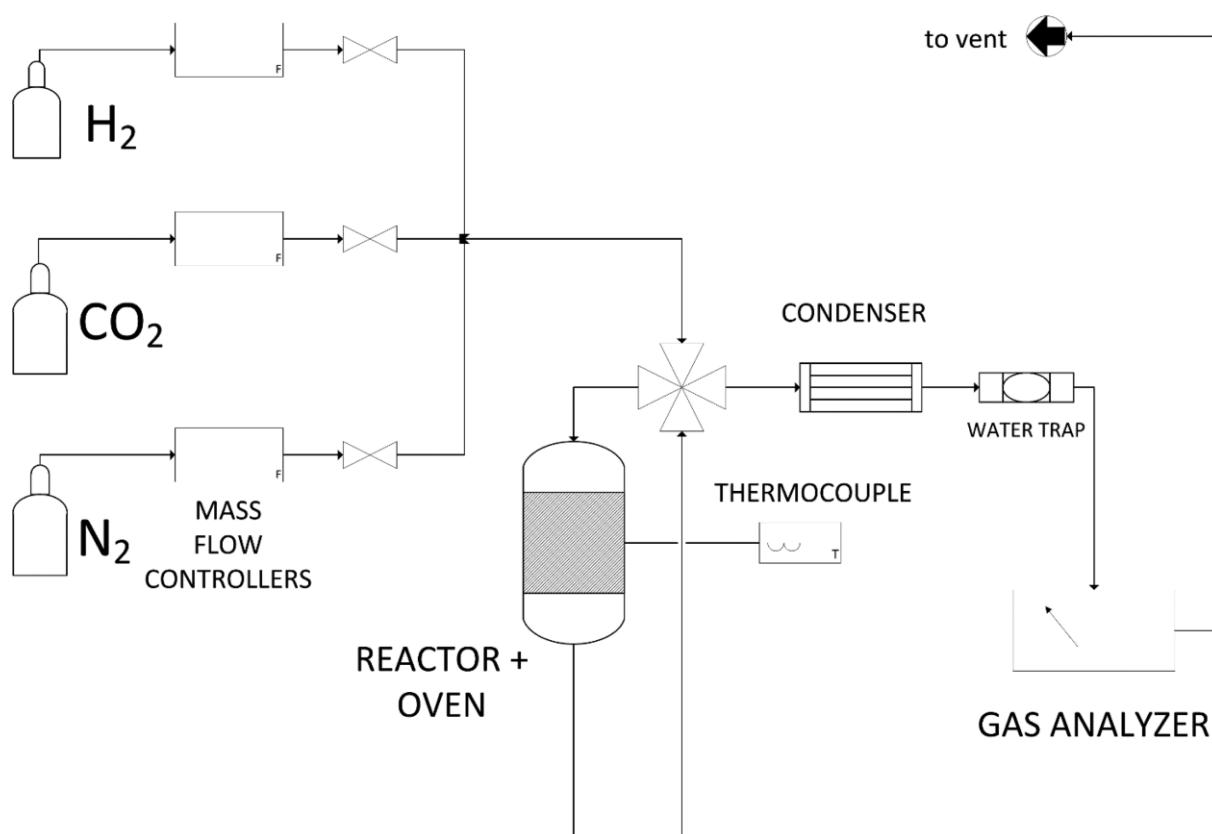 to vent
F
H₂
F
CO₂
CONDENSER
WATER TRAP
F
THERMOCOUPLE
N₂
MASS
FLOW
CONTROLLERS
T
REACTOR +
OVEN
GAS ANALYZER